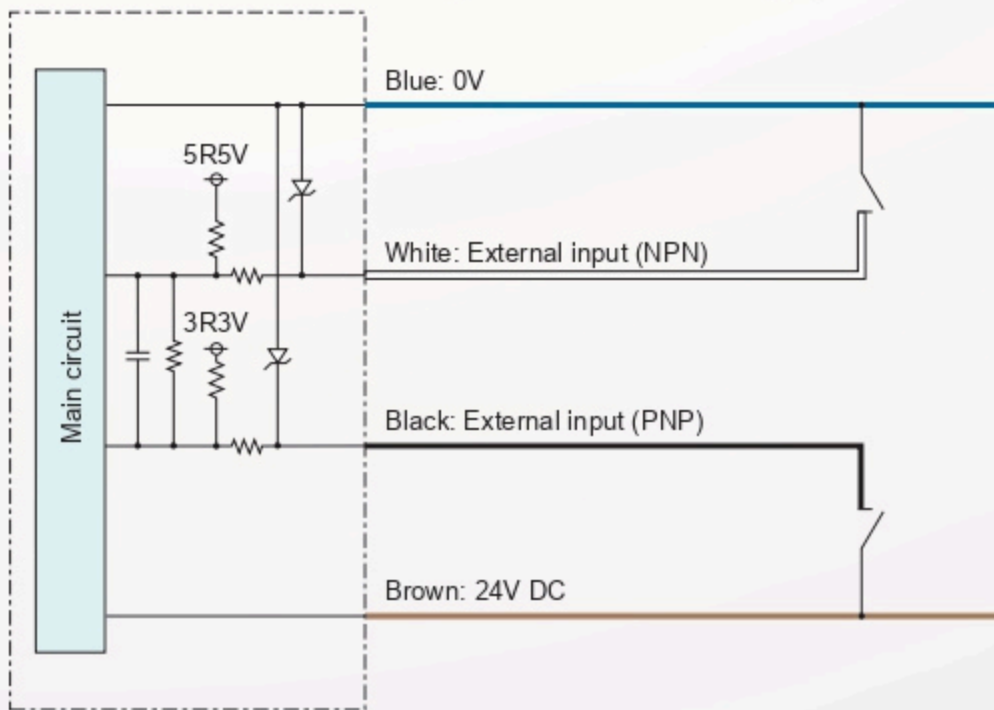 Blue: 0V
5R5V
White: External input (NPN)
3R3V
Main circuit
Black: External input (PNP)
Brown: 24V DC